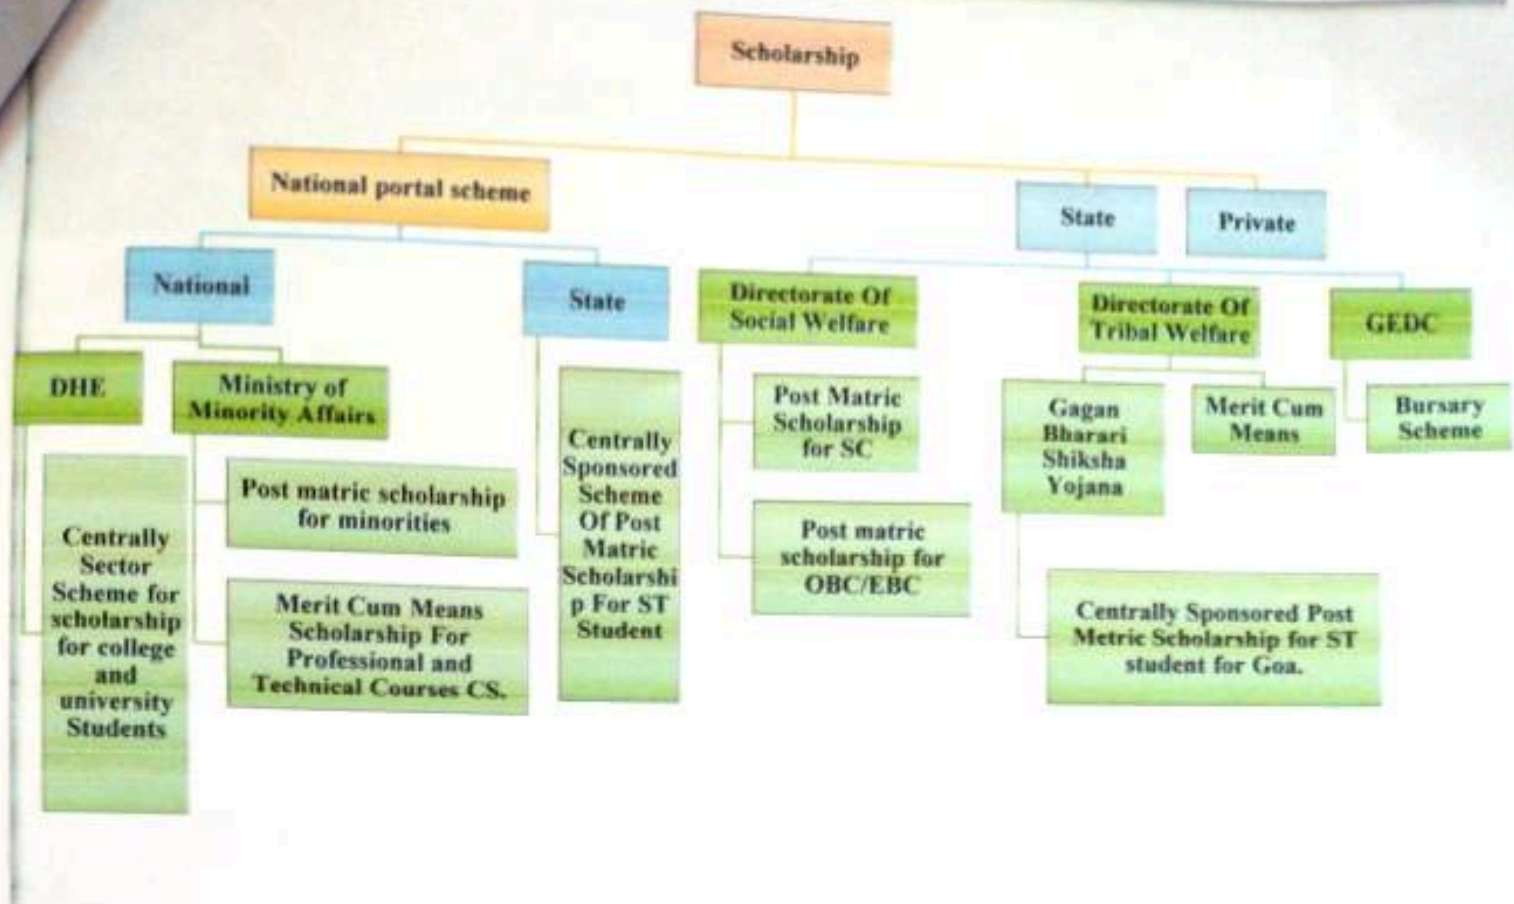 Scholarship
National portal scheme
State
Private
National
State
Directorate Of
Social Welfare
Directorate Of
Tribal Welfare
GEDC
DHE
Ministry of
Minority Affairs
Centrally
Sector
Scheme for
scholarship
for college
and
university
Students
Post matric scholarship
for minorities
Merit Cum Means
Scholarship For
Professional and
Technical Courses CS.
Centrally
Sponsored
Scheme
Of Post
Matric
Scholarshi
p For ST
Student
Post Matric
Scholarship
for SC
Post matric
scholarship for
OBC/EBC
Gagan
Bharari
Shiksha
Yojana
Merit Cum
Means
Bursary
Scheme
Centrally Sponsored Post
Metric Scholarship for ST
student for Goa.